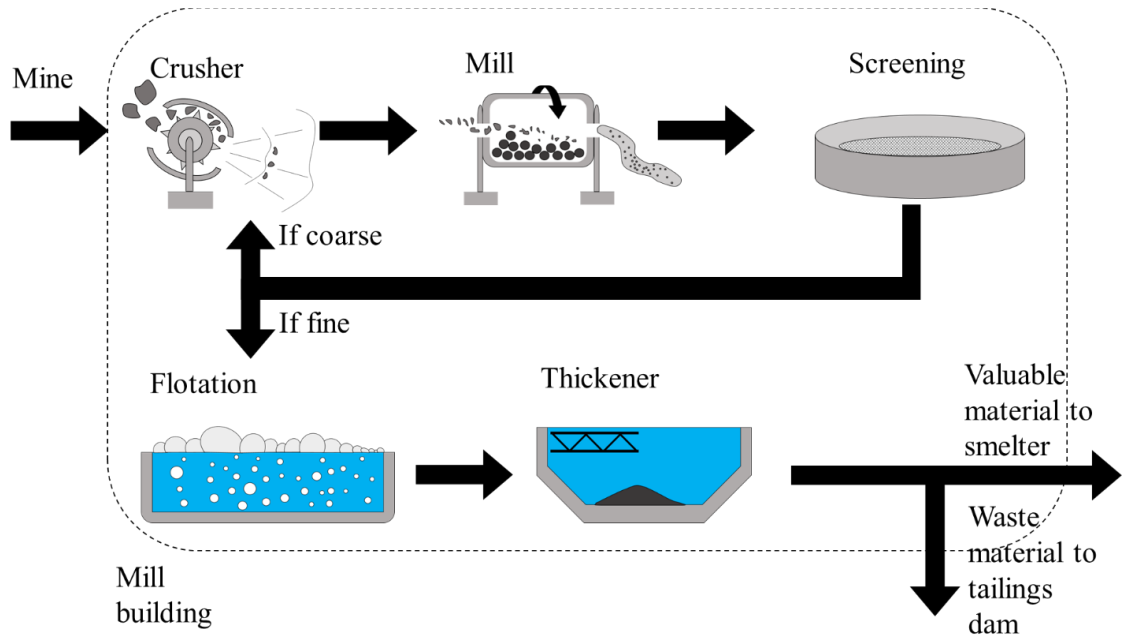 Mine
Crusher
Mill
Screening
If coarse
If fine
Flotation
Thickener
Valuable
material to
smelter
Waste
material to
tailings
dam
Mill
building